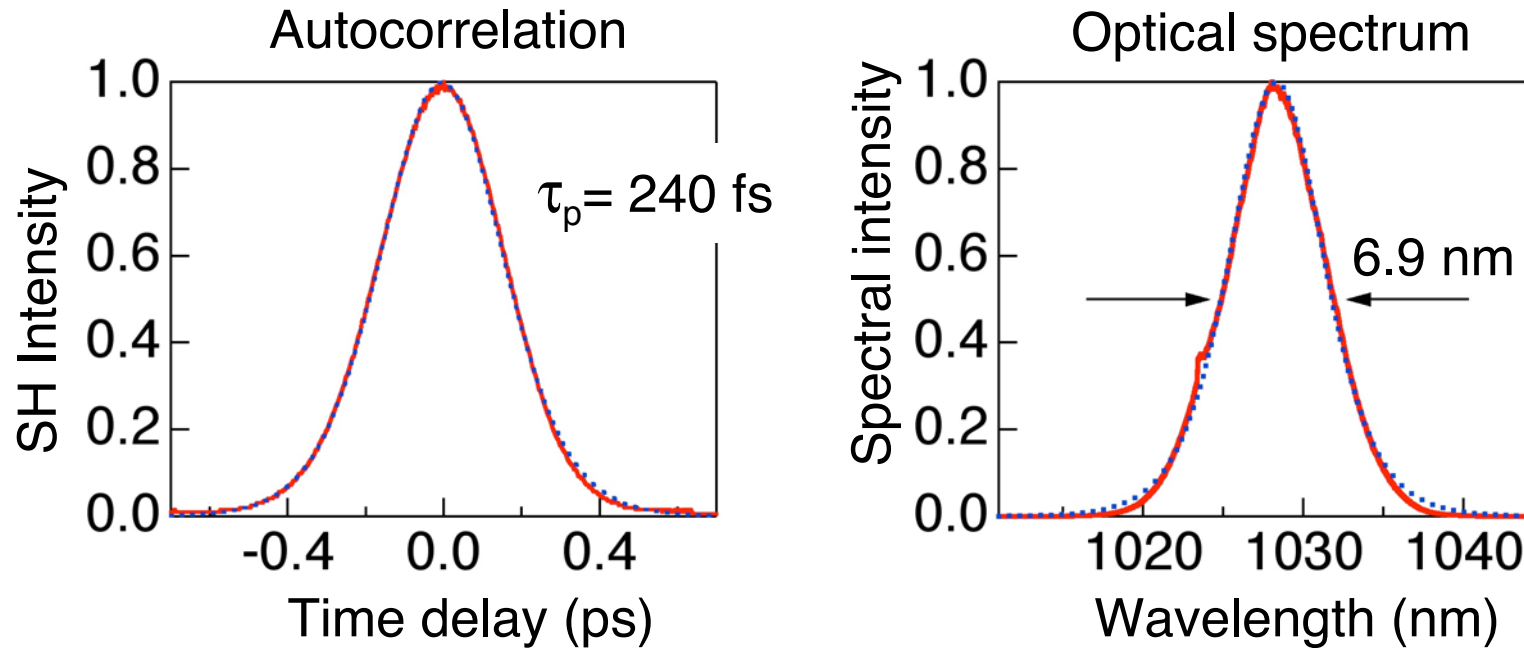 Autocorrelation
1.0
0.8
0.6
0.4
0.2
0.0
SH Intensity
τp= 240 fs
-0.4 0.0 0.4
Time delay (ps)
Optical spectrum
1.0
0.8
0.6
0.4
0.2
0.0
Spectral intensity
6.9 nm
1020 1030 1040
Wavelength (nm)